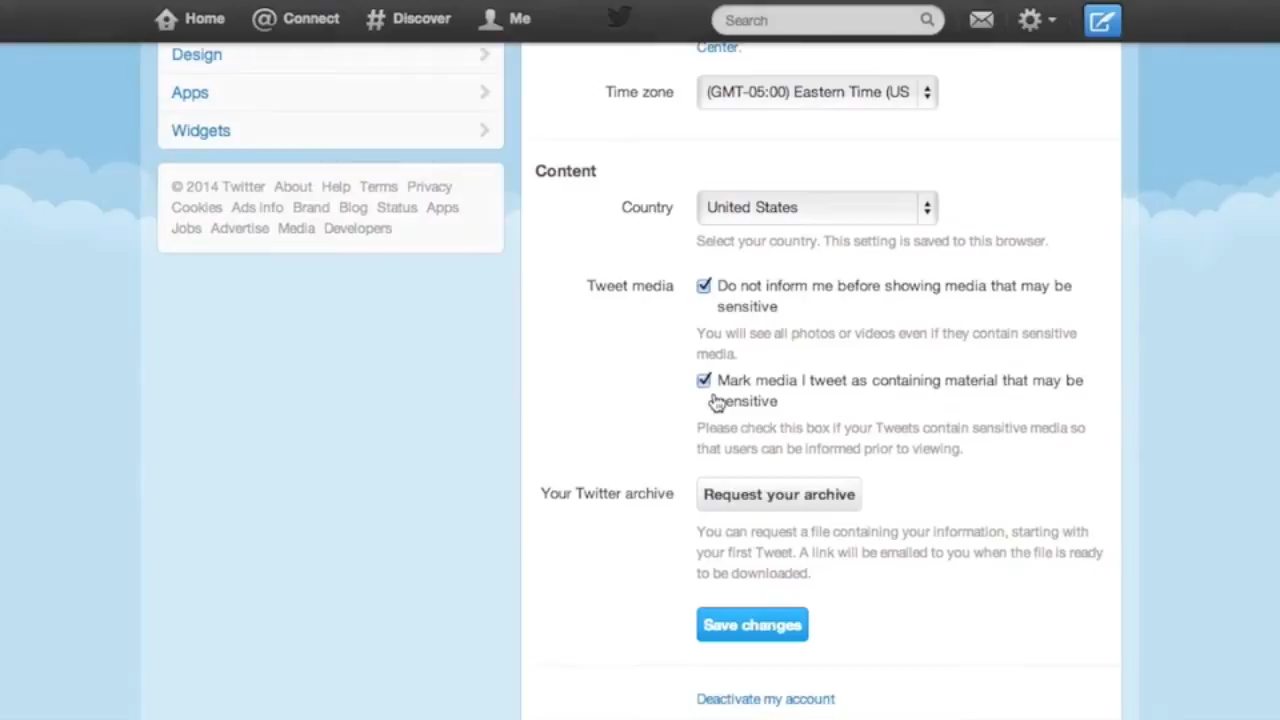 Home Connect Discover Me Search
Design
Apps
Widgets
© 2014 Twitter About Help Terms Privacy
Cookies Ads info Brand Blog Status Apps
Jobs Advertise Media Developers
Center.
Time zone (GMT-05:00) Eastern Time (US
Content
Country United States
Select your country. This setting is saved to this browser.
Tweet media Do not inform me before showing media that may be
sensitive
You will see all photos or videos even if they contain sensitive
media.
Mark media I tweet as containing material that may be
sensitive
Please check this box if your Tweets contain sensitive media so
that users can be informed prior to viewing.
Your Twitter archive Request your archive
You can request a file containing your information, starting with
your first Tweet. A link will be emailed to you when the file is ready
to be downloaded.
Save changes
Deactivate my account